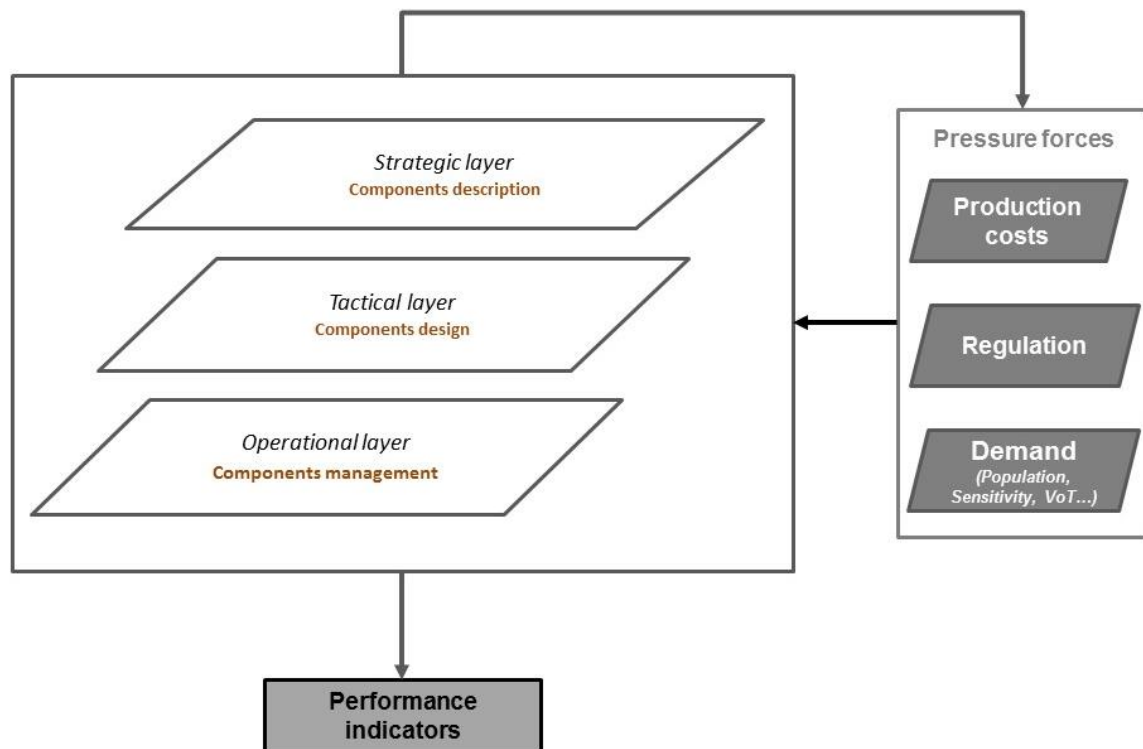 Strategic layer
Components description
Tactical layer
Components design
Operational layer
Components management
Pressure forces
Production
costs
Regulation
Demand
(Population,
Sensitivity, VoT...)
Performance
indicators